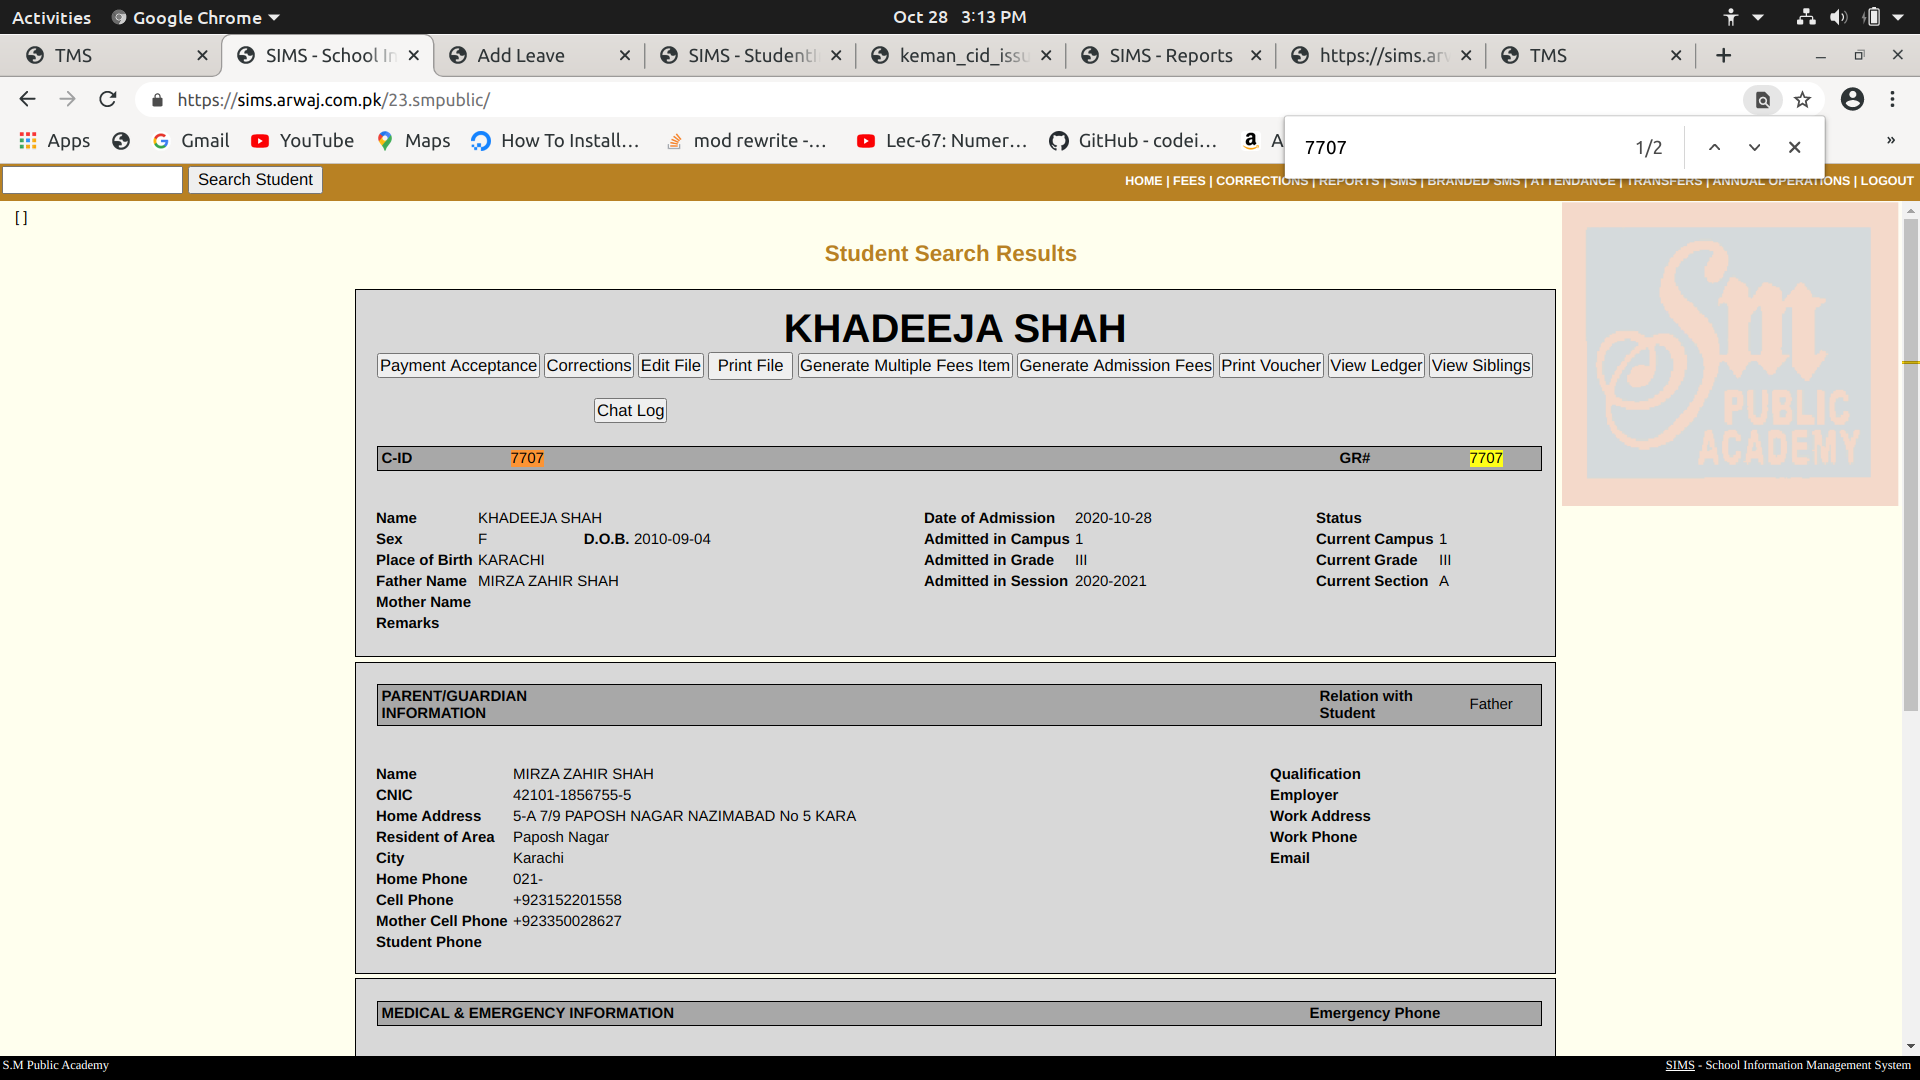 Activities Google Chrome Oct 28 3:13 PM
TMS SIMS - School In Add Leave SIMS - Student keman_cid_issu SIMS - Reports https://sims.arw TMS
https://sims.arwaj.com.pk/23.smpublic/
Apps Gmail YouTube Maps How To Install... mod rewrite -... Lec-67: Numer... GitHub - codei... A »
7707 1/2
Search Student HOME | FEES | CORRECTIONS | REPORTS | SMS | BRANDED SMS | ATTENDANCE | TRANSFERS | ANNUAL OPERATIONS | LOGOUT
[ ]
Student Search Results
Sm PUBLIC ACADEMY
KHADEEJA SHAH
Payment Acceptance Corrections Edit File Print File Generate Multiple Fees Item Generate Admission Fees Print Voucher View Ledger View Siblings
Chat Log
C-ID 7707 GR# 7707
Name KHADEEJA SHAH Date of Admission 2020-10-28 Status
Sex F D.O.B. 2010-09-04 Admitted in Campus 1 Current Campus 1
Place of Birth KARACHI Admitted in Grade III Current Grade III
Father Name MIRZA ZAHIR SHAH Admitted in Session 2020-2021 Current Section A
Mother Name
Remarks
PARENT/GUARDIAN INFORMATION Relation with Student Father
Name MIRZA ZAHIR SHAH Qualification
CNIC 42101-1856755-5 Employer
Home Address 5-A 7/9 PAPOSH NAGAR NAZIMABAD No 5 KARA Work Address
Resident of Area Paposh Nagar Work Phone
City Karachi Email
Home Phone 021-
Cell Phone +923152201558
Mother Cell Phone +923350028627
Student Phone
MEDICAL & EMERGENCY INFORMATION Emergency Phone
S.M Public Academy SIMS - School Information Management System